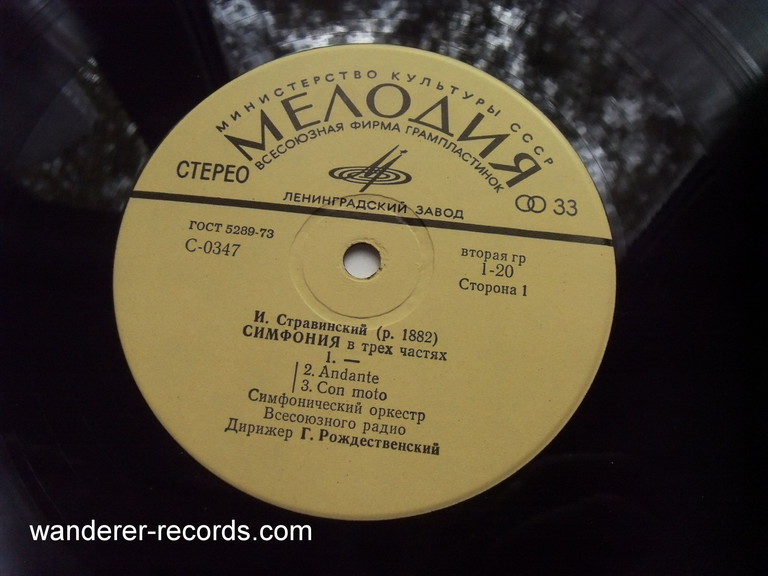 МИНИСТЕРСТВО КУЛЬТУРЫ СССР
МЕЛОДИЯ
ВСЕСОЮЗНАЯ ФИРМА ГРАМПЛАСТИНОК
СТЕРЕО
33
ЛЕНИНГРАДСКИЙ ЗАВОД
ГОСТ 5289-73
С-0347
вторая гр
1-20
Сторона 1
И. Стравинский (р. 1882)
СИМФОНИЯ в трех частях
1. —
2. Andante
3. Con moto
Симфонический оркестр
Всесоюзного радио
Дирижер Г. Рождественский
wanderer-records.com